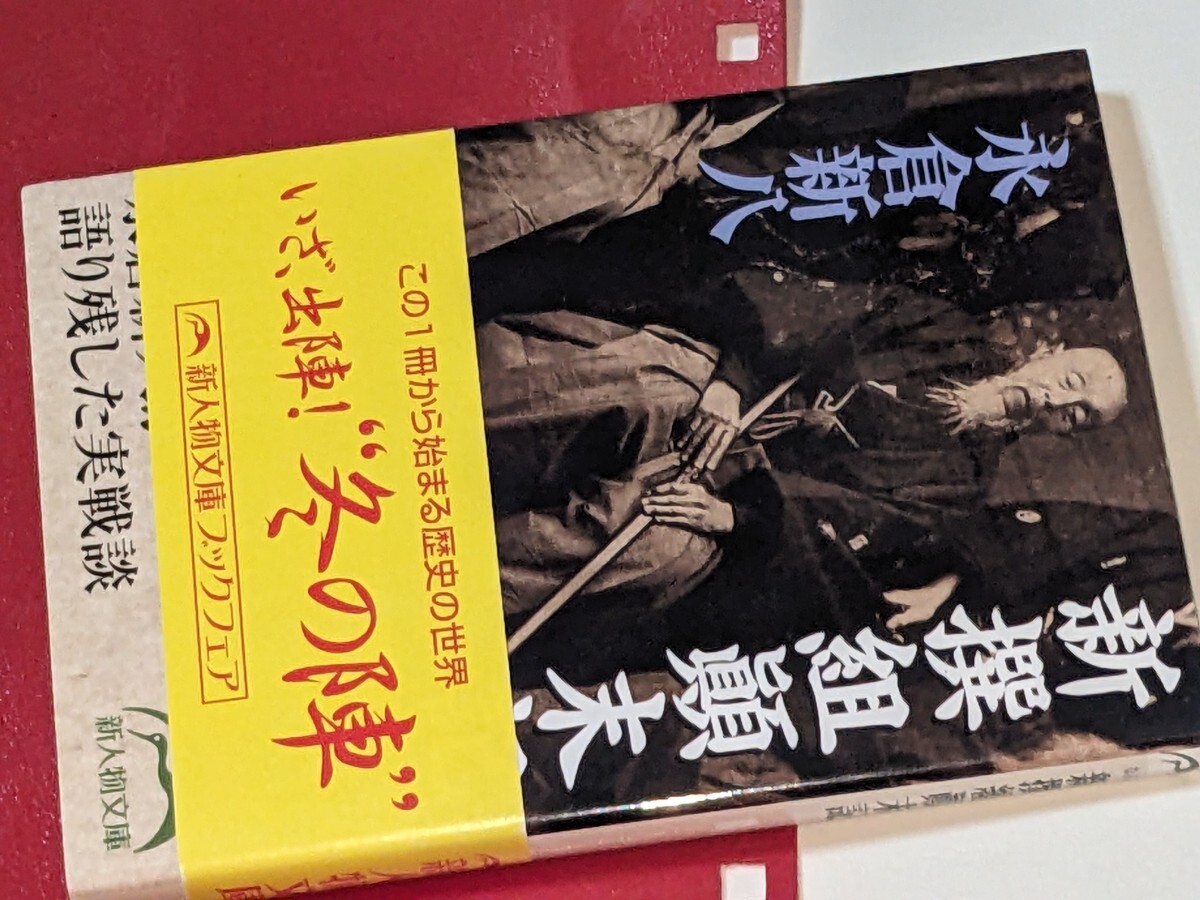 永倉新八
新撰組顛末
この1冊から始まる歴史の世界
いざ出陣!
“冬の陣”
新人物文庫ブックフェア
語り残した実戦談
新人物文庫